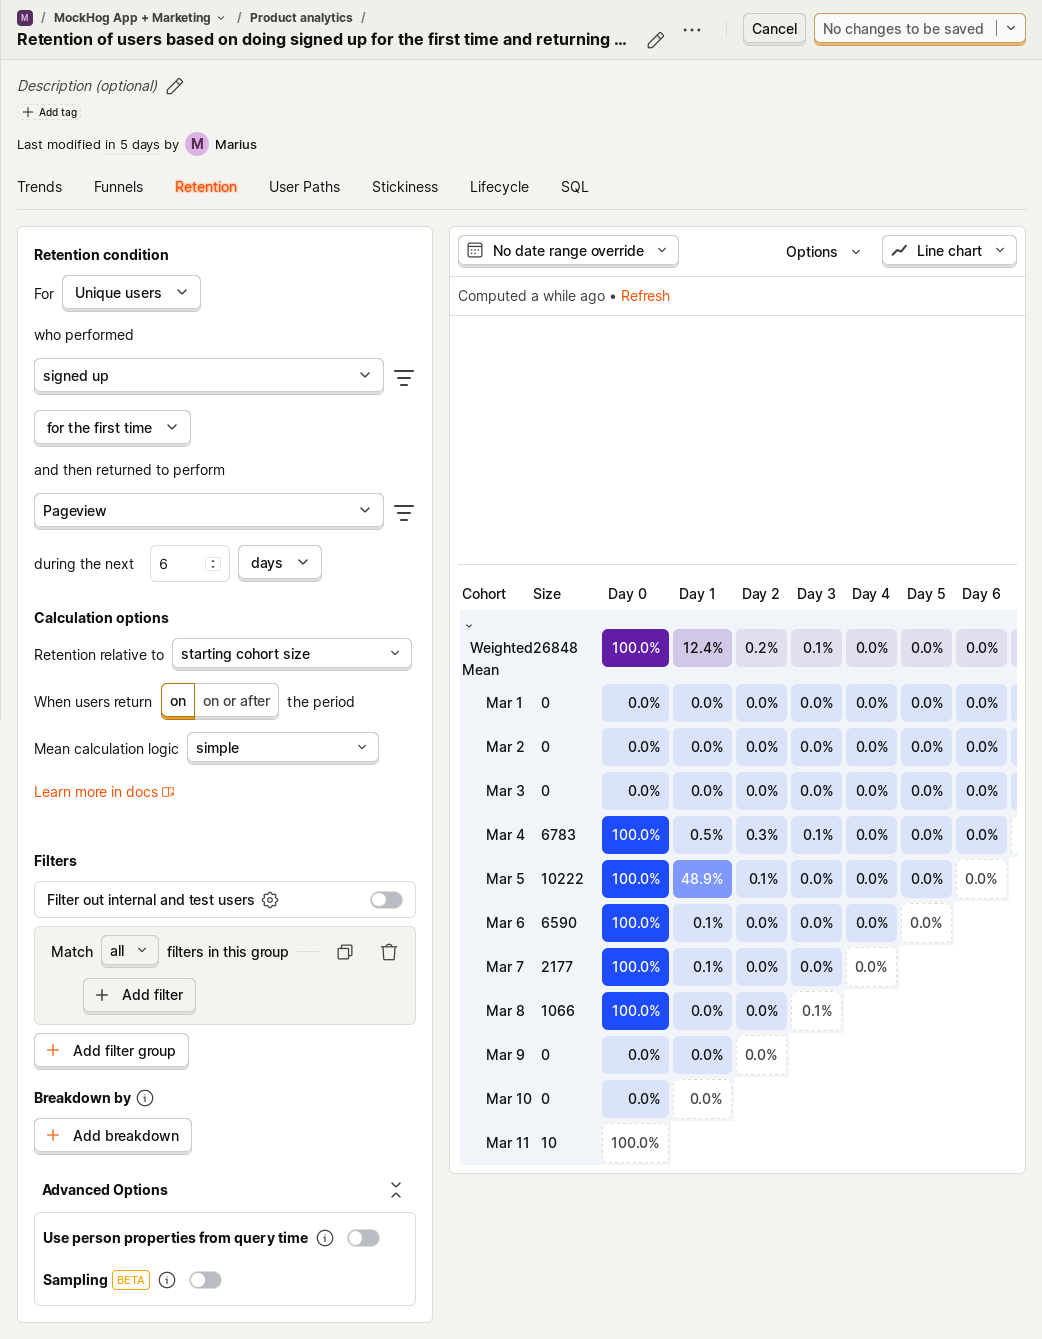 M / MockHog App + Marketing / Product analytics /
Retention of users based on doing signed up for the first time and returning ...
Cancel
No changes to be saved
Description (optional)
Add tag
Last modified in 5 days by M Marius
Trends Funnels Retention User Paths Stickiness Lifecycle SQL
Retention condition
For Unique users
who performed
signed up
for the first time
and then returned to perform
Pageview
during the next 6 days
Calculation options
Retention relative to starting cohort size
When users return on on or after the period
Mean calculation logic simple
Learn more in docs
Filters
Filter out internal and test users
Match all filters in this group
Add filter
Add filter group
Breakdown by
Add breakdown
Advanced Options
Use person properties from query time
Sampling BETA
No date range override
Options
Line chart
Computed a while ago • Refresh
Cohort Size Day 0 Day 1 Day 2 Day 3 Day 4 Day 5 Day 6
Weighted Mean 26848 100.0% 12.4% 0.2% 0.1% 0.0% 0.0% 0.0%
Mar 1 0 0.0% 0.0% 0.0% 0.0% 0.0% 0.0% 0.0%
Mar 2 0 0.0% 0.0% 0.0% 0.0% 0.0% 0.0% 0.0%
Mar 3 0 0.0% 0.0% 0.0% 0.0% 0.0% 0.0% 0.0%
Mar 4 6783 100.0% 0.5% 0.3% 0.1% 0.0% 0.0% 0.0%
Mar 5 10222 100.0% 48.9% 0.1% 0.0% 0.0% 0.0% 0.0%
Mar 6 6590 100.0% 0.1% 0.0% 0.0% 0.0% 0.0%
Mar 7 2177 100.0% 0.1% 0.0% 0.0% 0.0%
Mar 8 1066 100.0% 0.0% 0.0% 0.1%
Mar 9 0 0.0% 0.0% 0.0%
Mar 10 0 0.0% 0.0%
Mar 11 10 100.0%